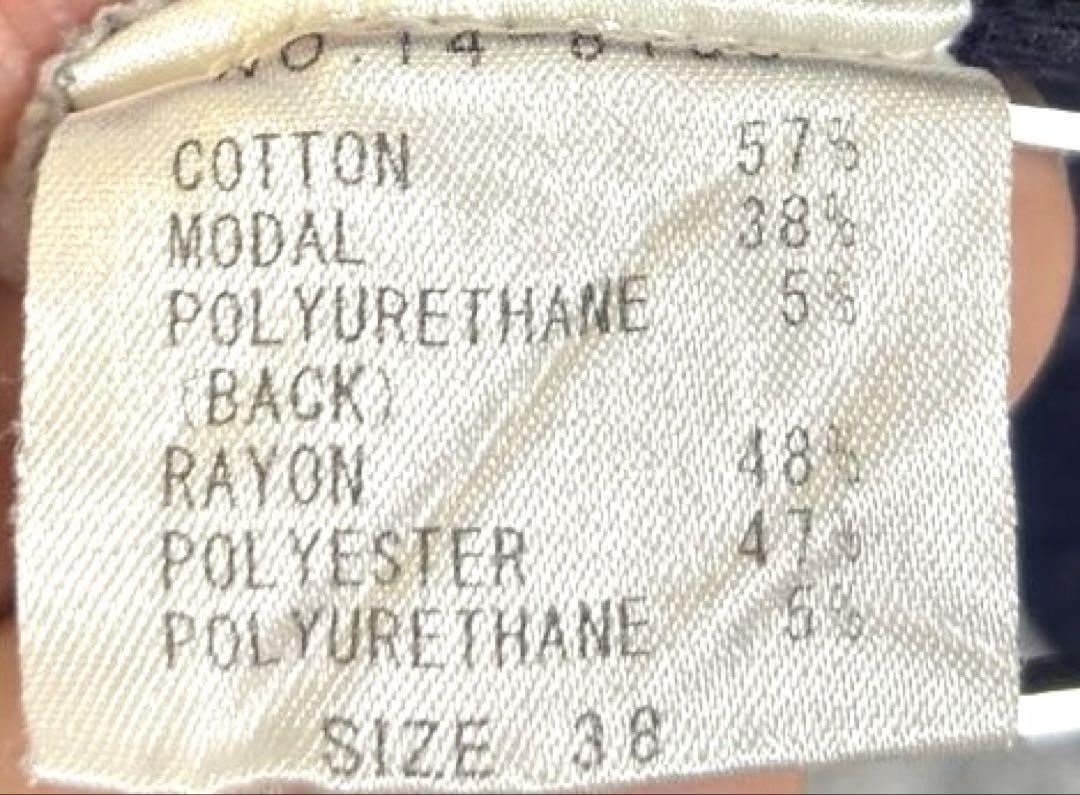 COTTON 57%
MODAL 38%
POLYURETHANE 5%
(BACK)
RAYON 48%
POLYESTER 47%
POLYURETHANE 5%
SIZE 38